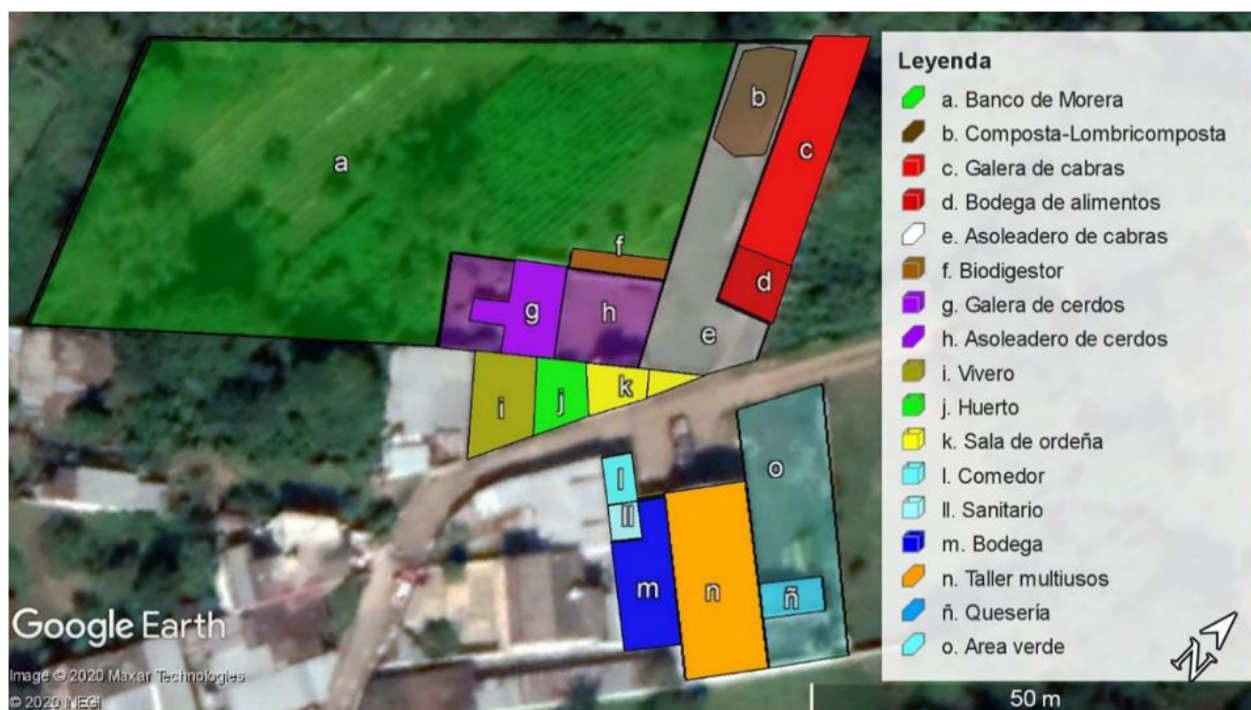 Leyenda
a. Banco de Morera
b. Composta-Lombricomposta
c. Galera de cabras
d. Bodega de alimentos
e. Asoleadero de cabras
f. Biodigestor
g. Galera de cerdos
h. Asoleadero de cerdos
i. Vivero
j. Huerto
k. Sala de ordeña
l. Comedor
ll. Sanitario
m. Bodega
n. Taller multiusos
ñ. Quesería
o. Area verde
a
b
c
d
e
f
g
h
i
j
k
l
ll
m
n
ñ
o
N
50 m
Google Earth
Image © 2020 Maxar Technologies
© 2020 INEGI